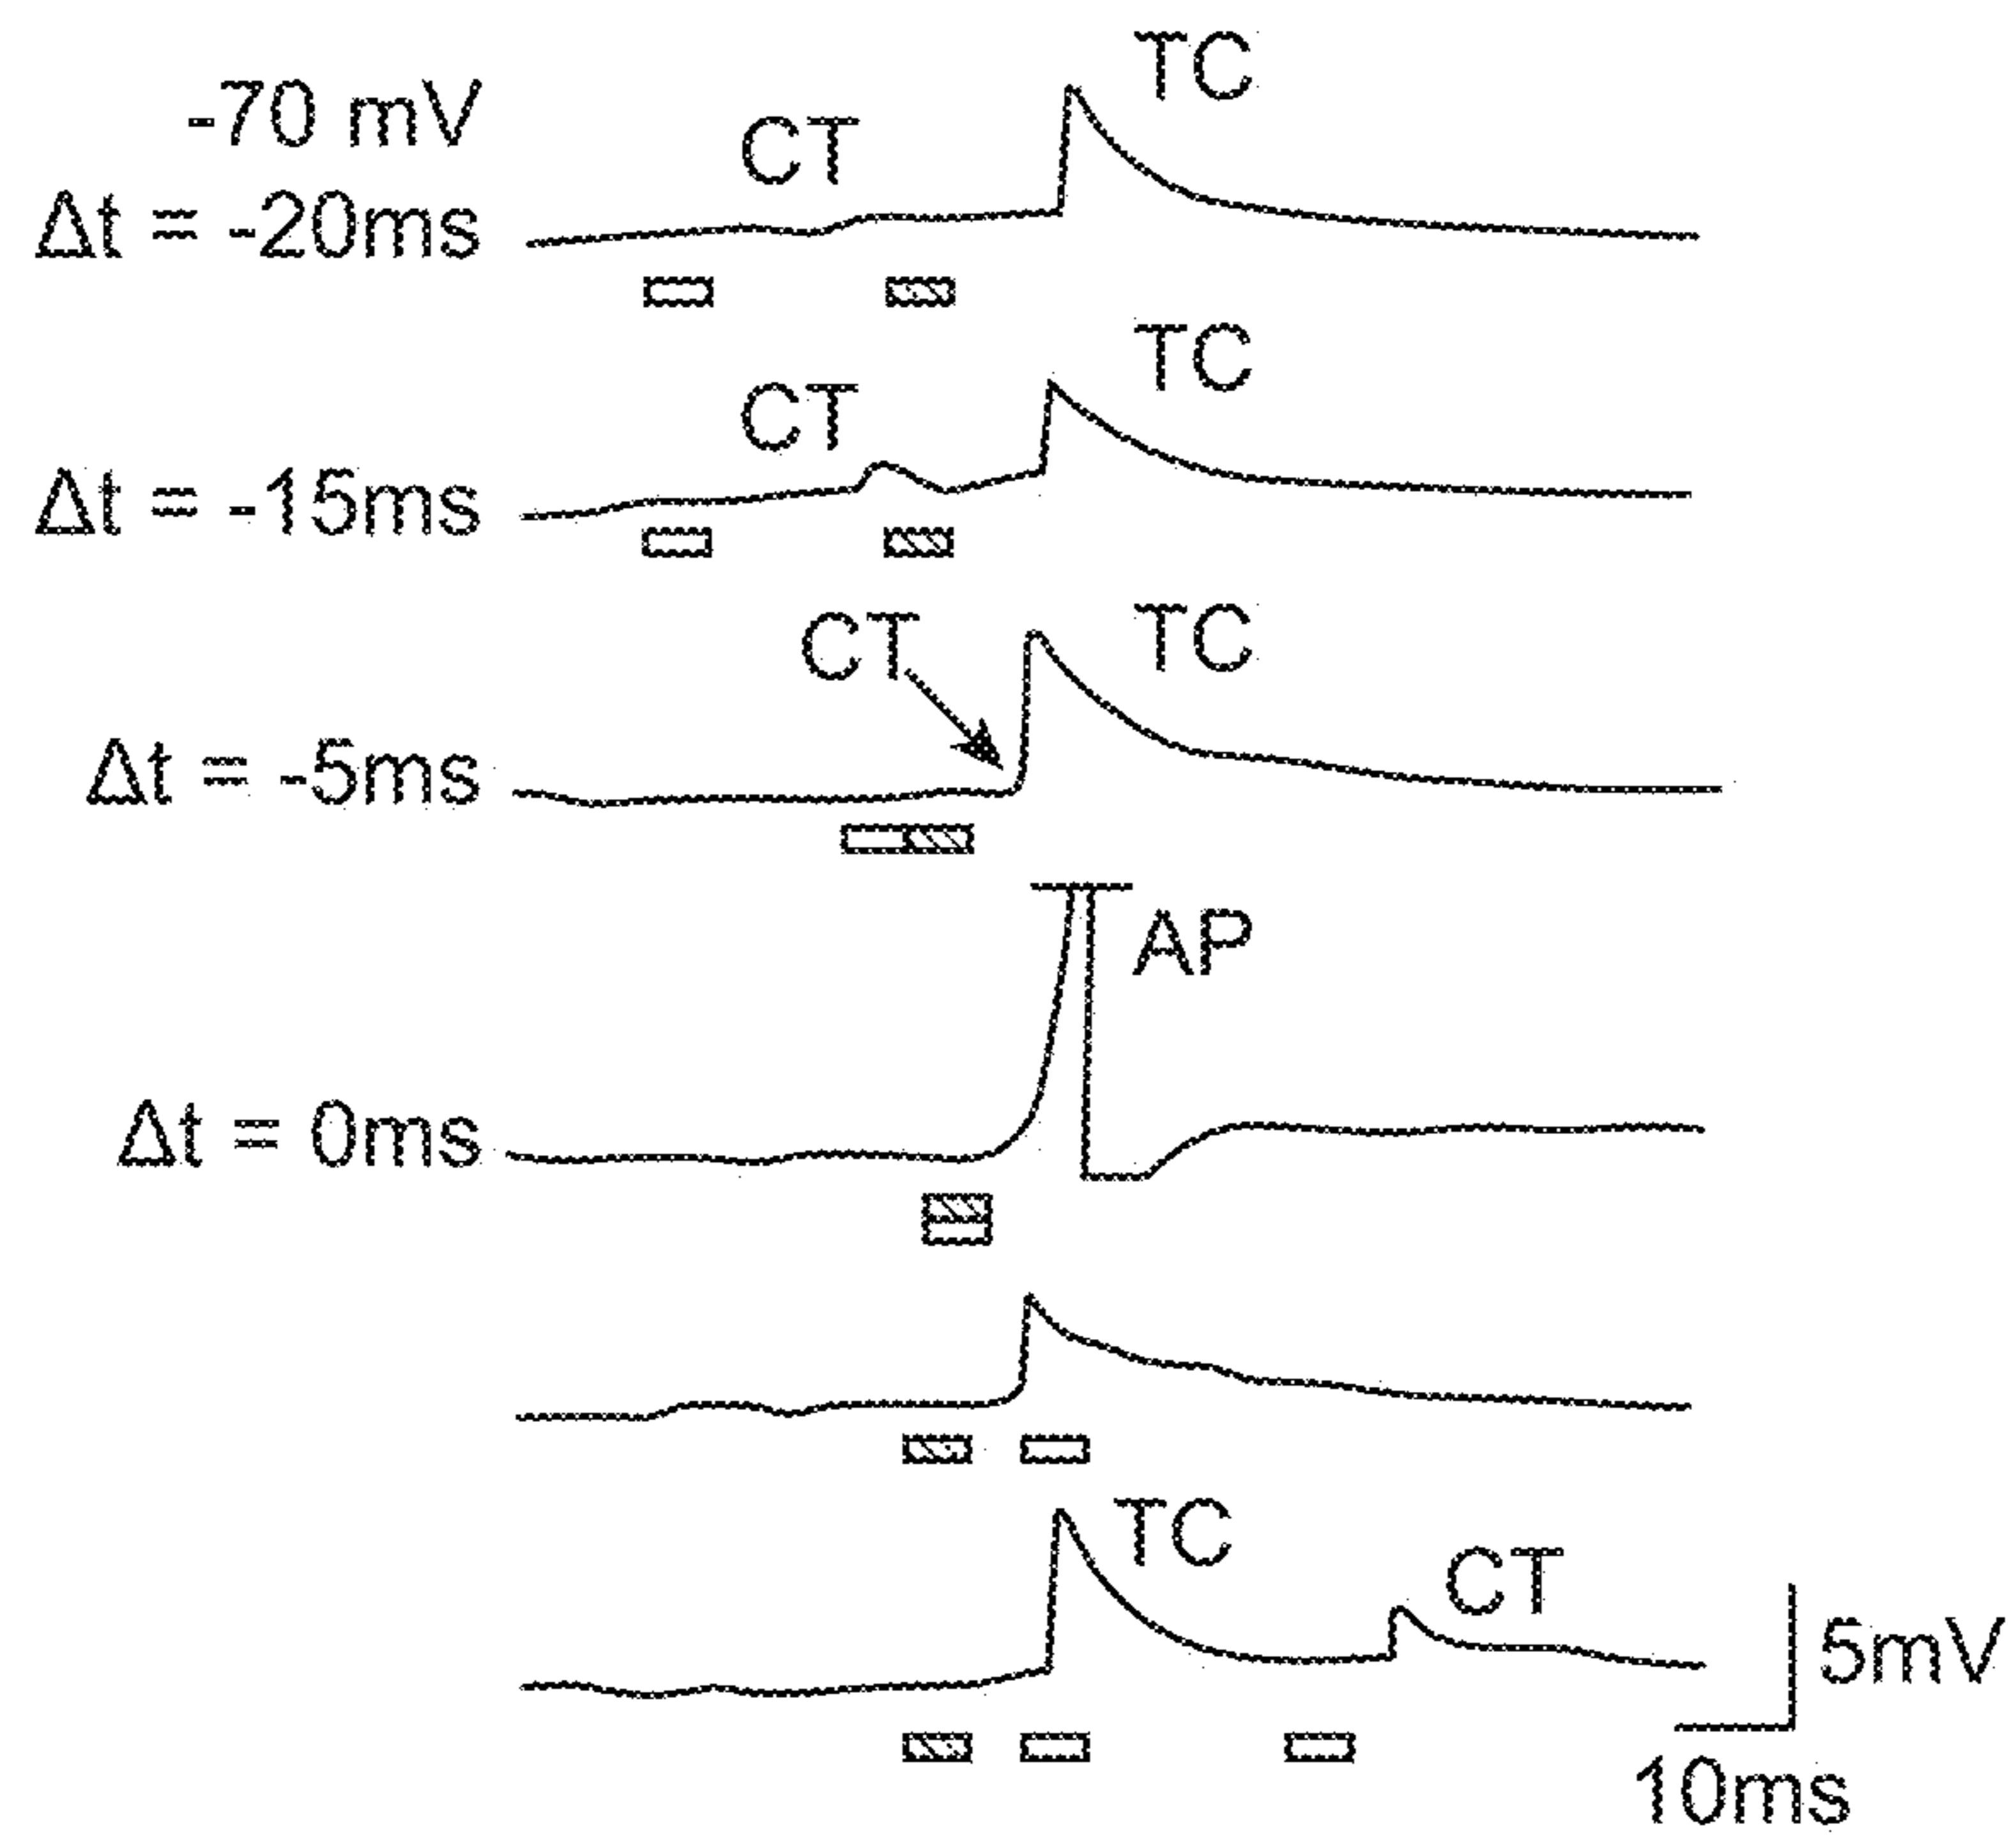 TC
-70 mV
CT
Δt = -20ms
TC
CT
Δt = -15ms
CT
TC
Δt = -5ms
AP
Δt = 0ms
TC
CT
5mV
10ms